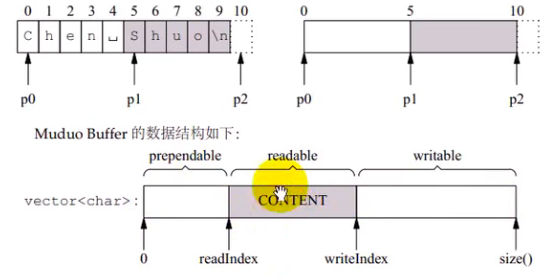 0 1 2 3 4 5 6 7 8 9 10
C h e n ␣ S h u o \n
p0 p1 p2
0 5 10
p0 p1 p2
Muduo Buffer 的数据结构如下:
prependable readable writable
vector<char>: CONTENT
0 readIndex writeIndex size()